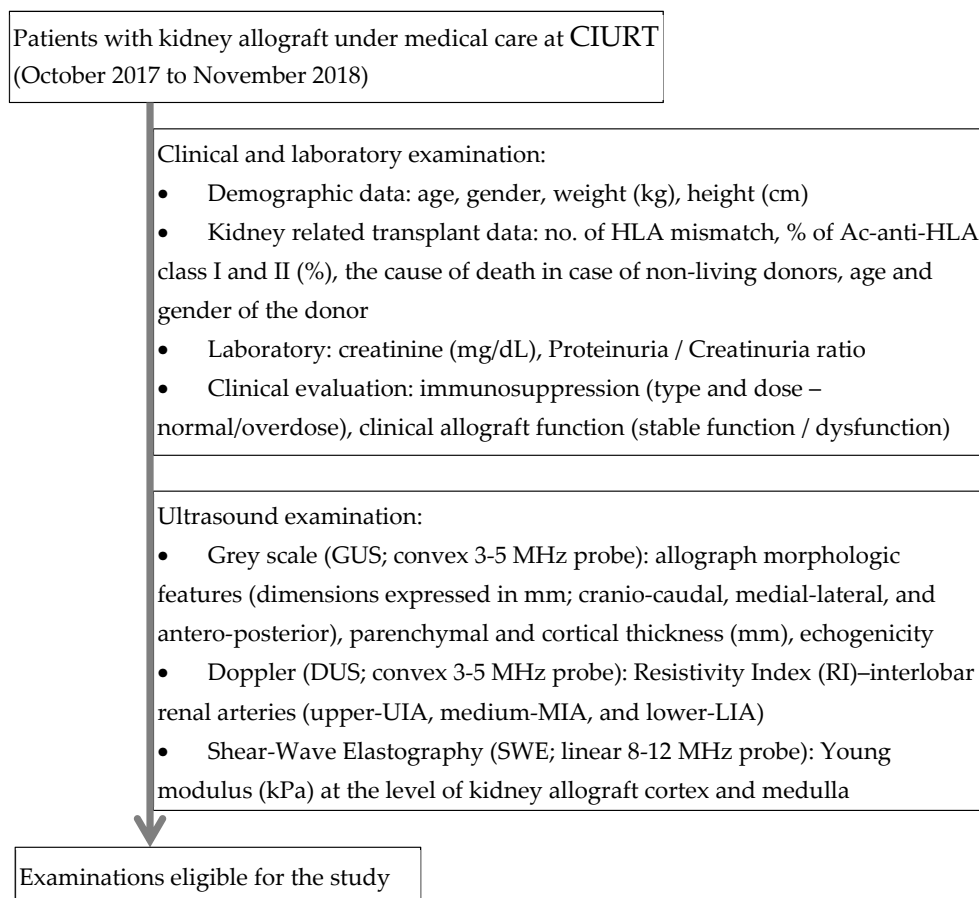 Patients with kidney allograft under medical care at CIURT
(October 2017 to November 2018)
Clinical and laboratory examination:
• Demographic data: age, gender, weight (kg), height (cm)
• Kidney related transplant data: no. of HLA mismatch, % of Ac-anti-HLA
class I and II (%), the cause of death in case of non-living donors, age and
gender of the donor
• Laboratory: creatinine (mg/dL), Proteinuria / Creatinuria ratio
• Clinical evaluation: immunosuppression (type and dose –
normal/overdose), clinical allograft function (stable function / dysfunction)
Ultrasound examination:
• Grey scale (GUS; convex 3-5 MHz probe): allograph morphologic
features (dimensions expressed in mm; cranio-caudal, medial-lateral, and
antero-posterior), parenchymal and cortical thickness (mm), echogenicity
• Doppler (DUS; convex 3-5 MHz probe): Resistivity Index (RI)–interlobar
renal arteries (upper-UIA, medium-MIA, and lower-LIA)
• Shear-Wave Elastography (SWE; linear 8-12 MHz probe): Young
modulus (kPa) at the level of kidney allograft cortex and medulla
Examinations eligible for the study